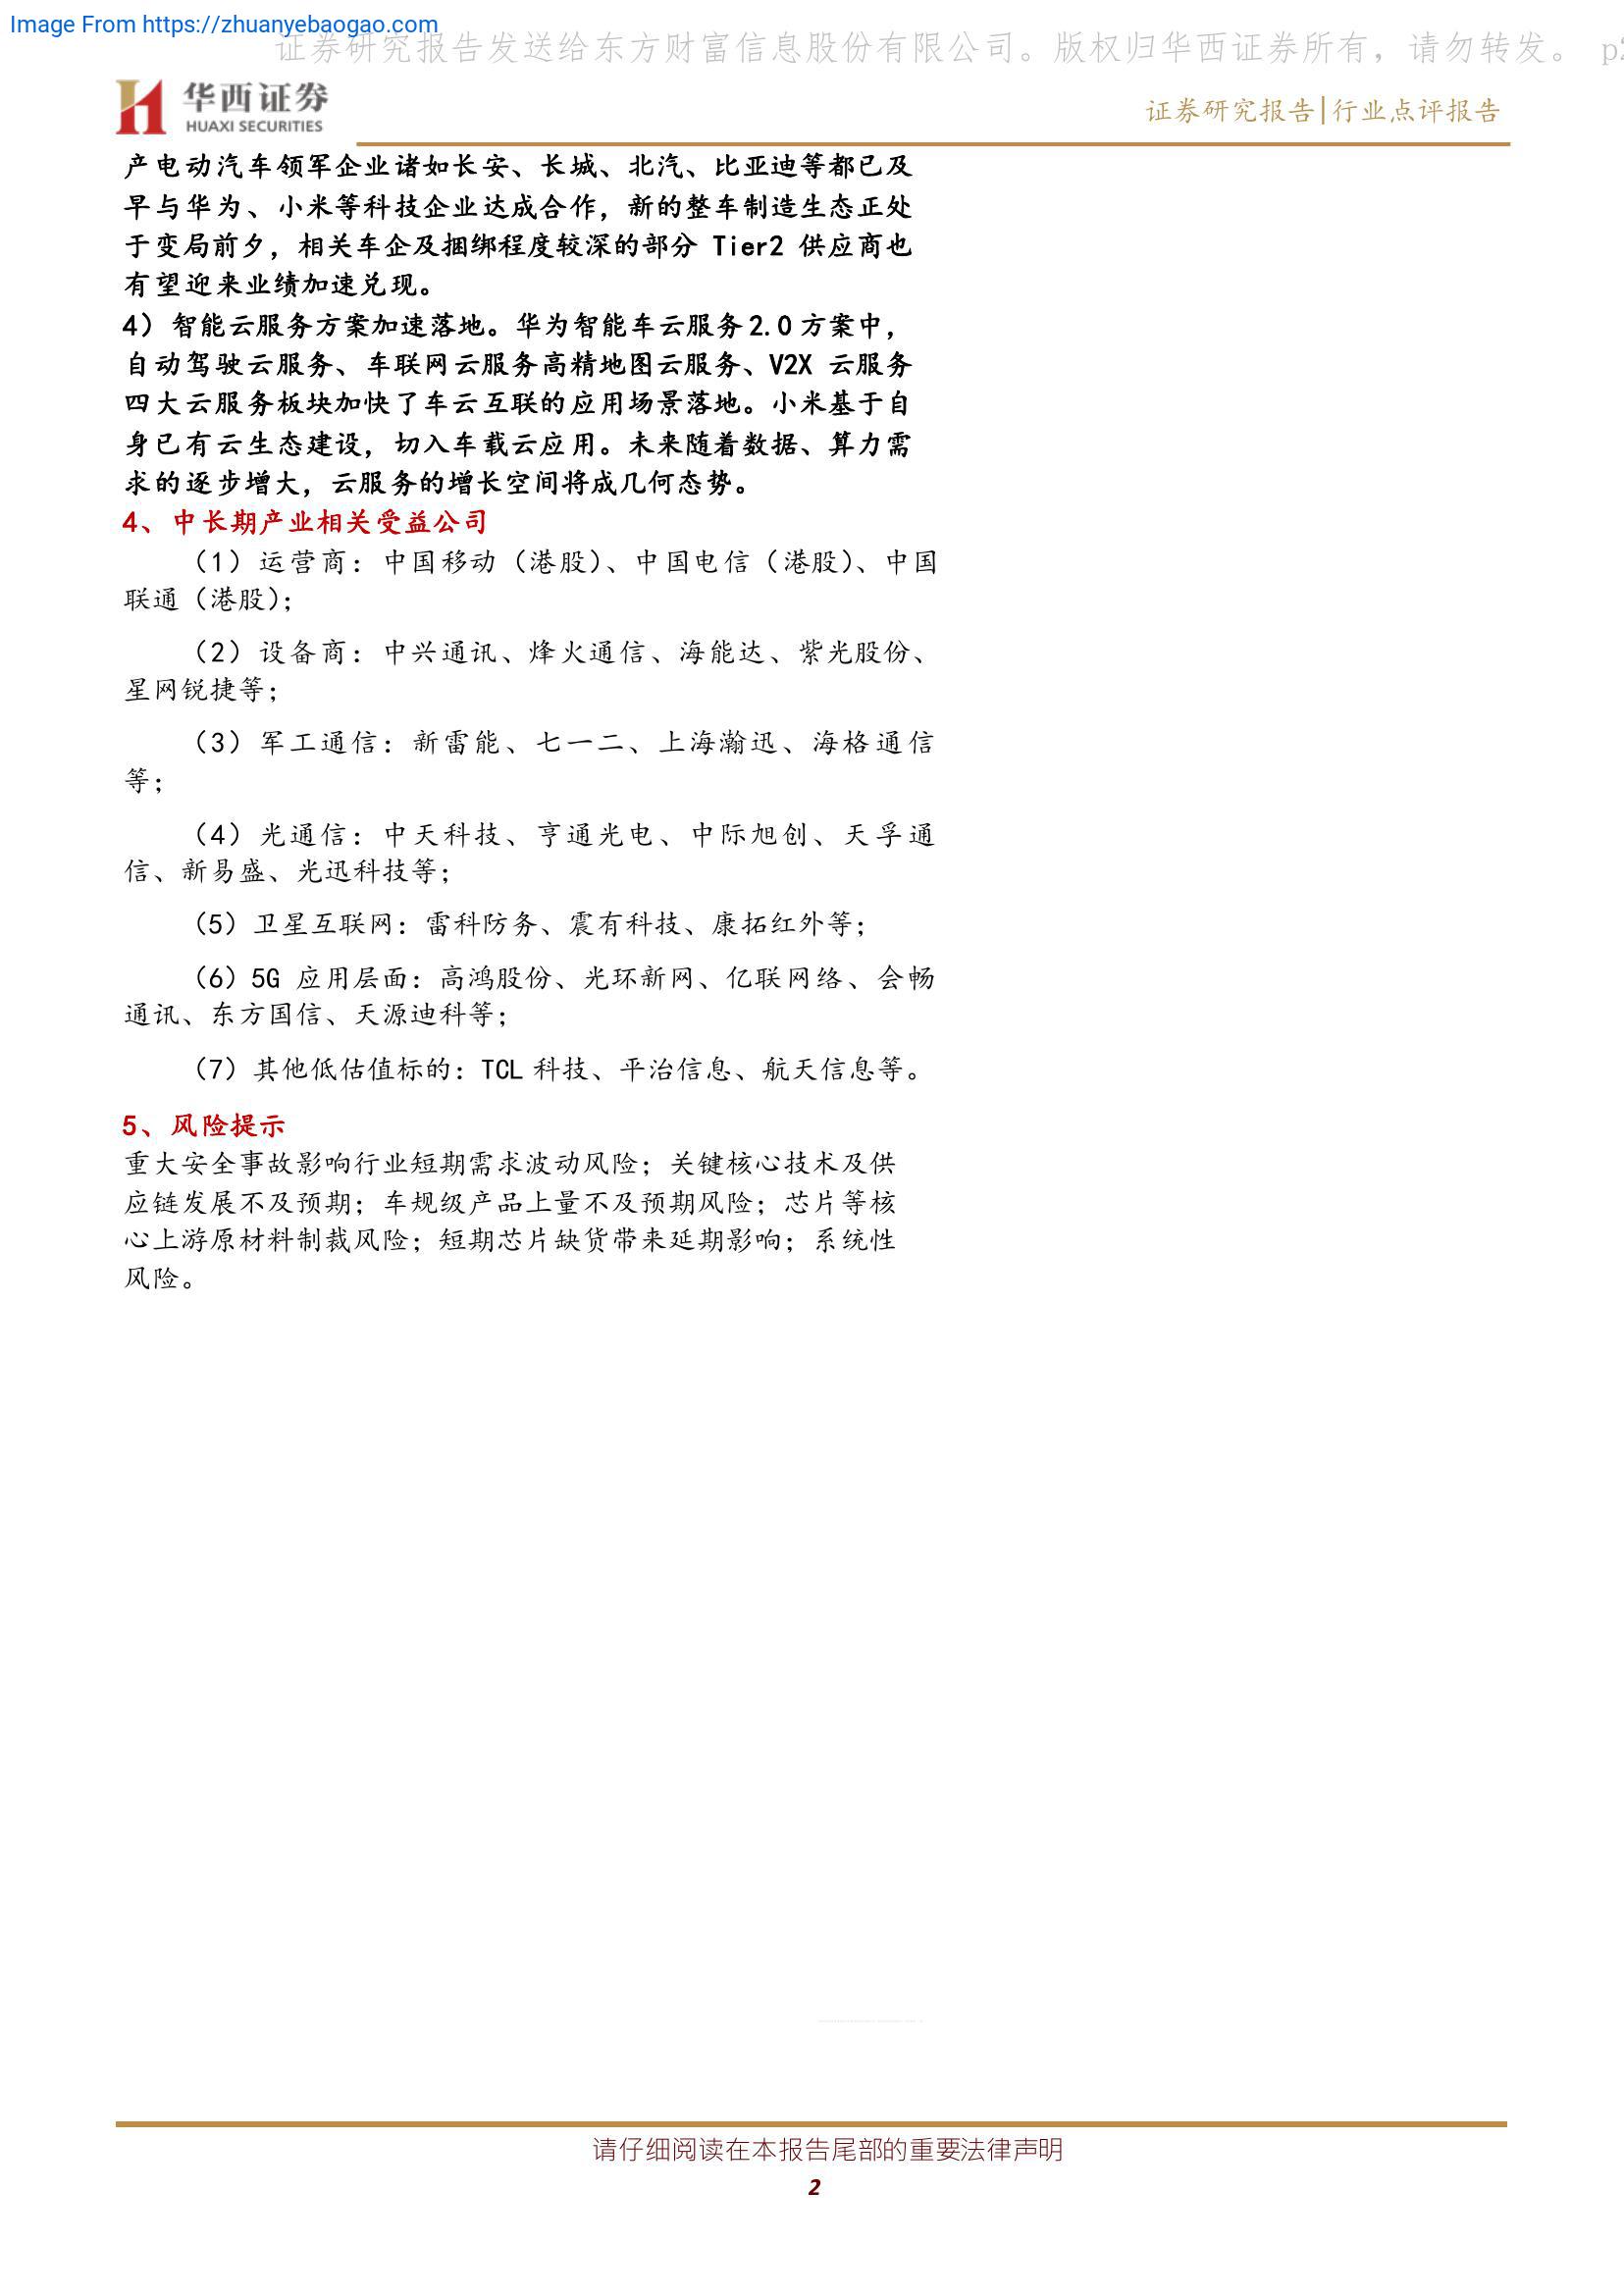 Image From https://zhuanyebaogao.com
证券研究报告发送给东方财富信息股份有限公司。版权归华西证券所有，请勿转发。 p2
华西证券
HUAXI SECURITIES
证券研究报告|行业点评报告
产电动汽车领军企业诸如长安、长城、北汽、比亚迪等都已及
早与华为、小米等科技企业达成合作，新的整车制造生态正处
于变局前夕，相关车企及捆绑程度较深的部分 Tier2 供应商也
有望迎来业绩加速兑现。
4）智能云服务方案加速落地。华为智能车云服务2.0方案中，
自动驾驶云服务、车联网云服务高精地图云服务、V2X 云服务
四大云服务板块加快了车云互联的应用场景落地。小米基于自
身已有云生态建设，切入车载云应用。未来随着数据、算力需
求的逐步增大，云服务的增长空间将成几何态势。
4、中长期产业相关受益公司
（1）运营商：中国移动（港股）、中国电信（港股）、中国
联通（港股）；
（2）设备商：中兴通讯、烽火通信、海能达、紫光股份、
星网锐捷等；
（3）军工通信：新雷能、七一二、上海瀚迅、海格通信
等；
（4）光通信：中天科技、亨通光电、中际旭创、天孚通
信、新易盛、光迅科技等；
（5）卫星互联网：雷科防务、震有科技、康拓红外等；
（6）5G 应用层面：高鸿股份、光环新网、亿联网络、会畅
通讯、东方国信、天源迪科等；
（7）其他低估值标的：TCL 科技、平治信息、航天信息等。
5、风险提示
重大安全事故影响行业短期需求波动风险；关键核心技术及供
应链发展不及预期；车规级产品上量不及预期风险；芯片等核
心上游原材料制裁风险；短期芯片缺货带来延期影响；系统性
风险。
请仔细阅读在本报告尾部的重要法律声明
2